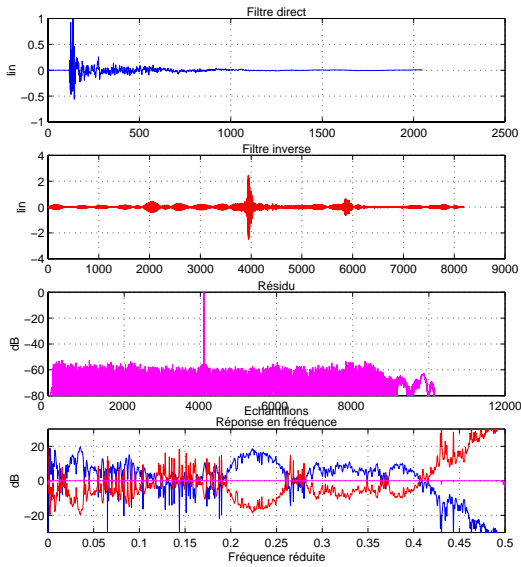 Filtre direct
1
0.5
0
−0.5
−1
lin
0 500 1000 1500 2000 2500
Filtre inverse
4
2
0
−2
−4
lin
0 1000 2000 3000 4000 5000 6000 7000 8000 9000
Résidu
0
−20
−40
−60
−80
dB
0 2000 4000 6000 8000 10000 12000
Echantillons
Réponse en fréquence
20
0
−20
dB
0 0.05 0.1 0.15 0.2 0.25 0.3 0.35 0.4 0.45 0.5
Fréquence réduite